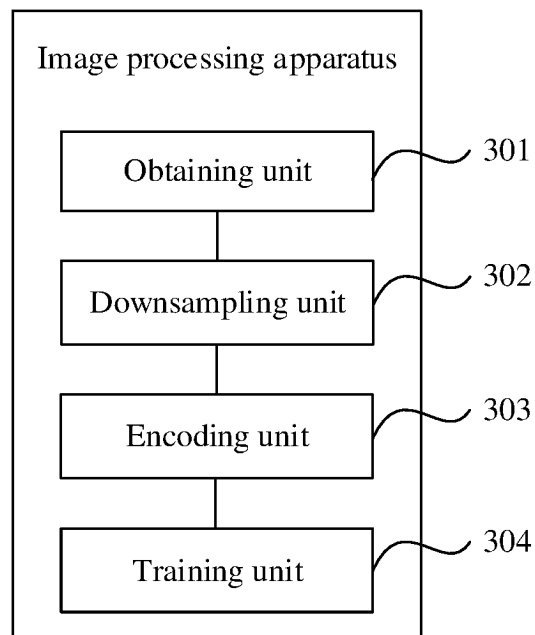 Image processing apparatus
Obtaining unit
301
Downsampling unit
302
Encoding unit
303
Training unit
304